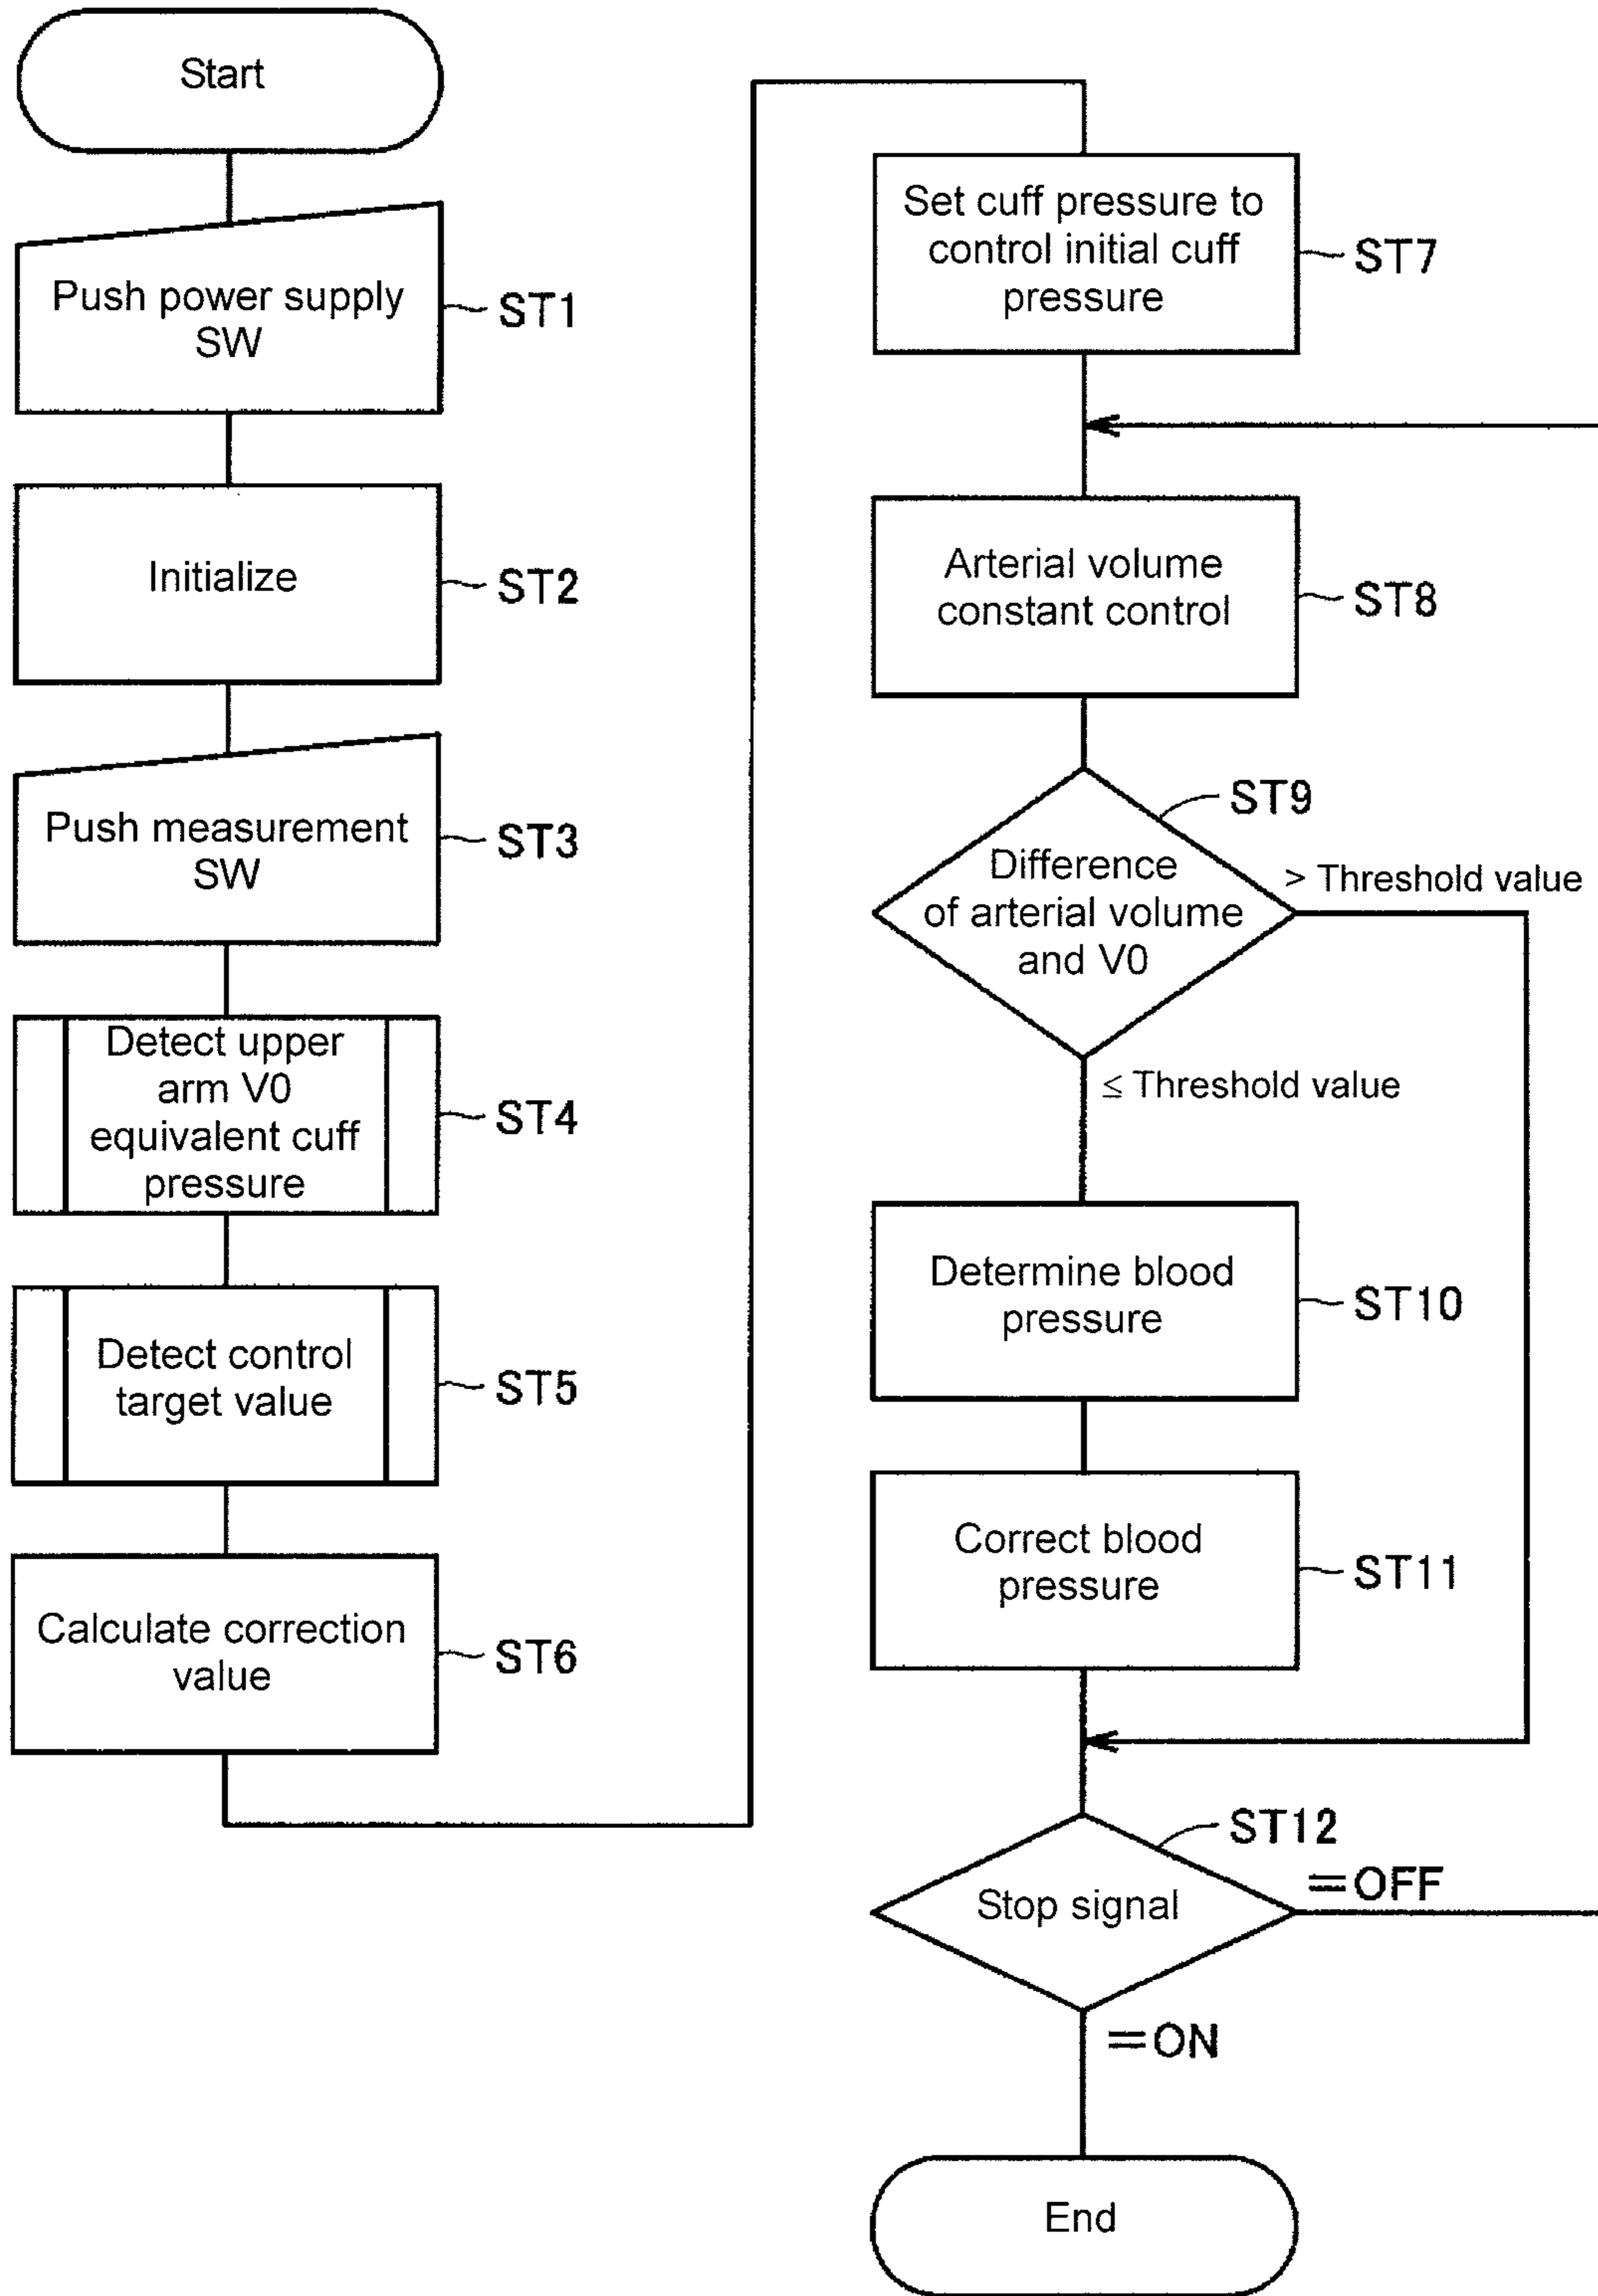 Start
Push power supply
SW
ST1
Initialize
ST2
Push measurement
SW
ST3
Detect upper
arm V0
equivalent cuff
pressure
ST4
Detect control
target value
ST5
Calculate correction
value
ST6
Set cuff pressure to
control initial cuff
pressure
ST7
Arterial volume
constant control
ST8
ST9
Difference
of arterial volume
and V0
> Threshold value
≤ Threshold value
Determine blood
pressure
ST10
Correct blood
pressure
ST11
ST12
Stop signal
=OFF
=ON
End